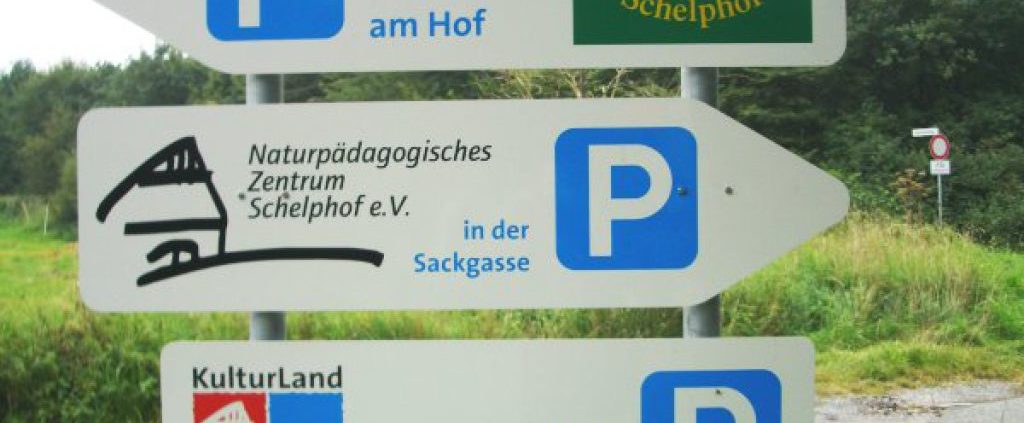 P
am Hof
Schelphof
Naturpädagogisches
Zentrum
Schelphof e.V.
in der
Sackgasse
P
KulturLand
P